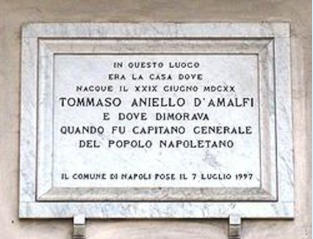 IN QUESTO LUOGO
ERA LA CASA DOVE
NACQUE IL XXIX GIUGNO MDCXX
TOMMASO ANIELLO D'AMALFI
E DOVE DIMORAVA
QUANDO FU CAPITANO GENERALE
DEL POPOLO NAPOLETANO
IL COMUNE DI NAPOLI POSE IL 7 LUGLIO 1997